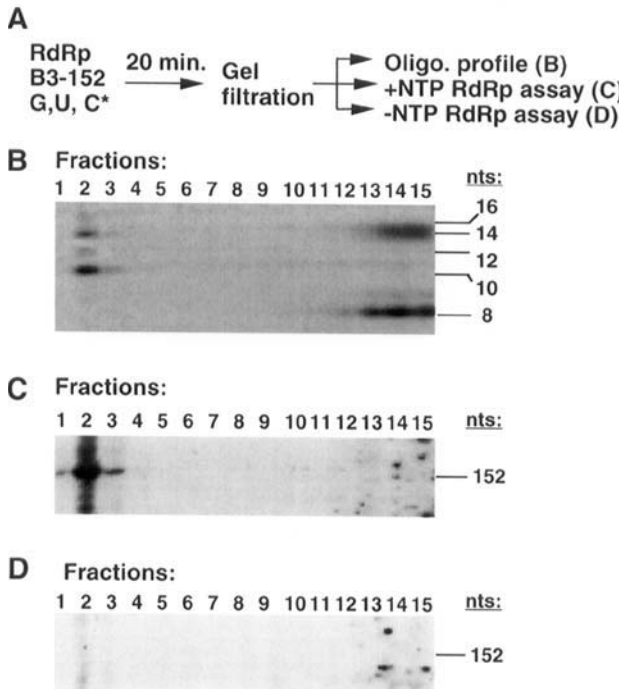 A
RdRp
B3-152
G,U, C*
20 min.
Gel
filtration
Oligo. profile (B)
+NTP RdRp assay (C)
-NTP RdRp assay (D)
B Fractions:
1 2 3 4 5 6 7 8 9 10 11 12 13 14 15 nts:
16
14
12
10
8
C Fractions:
1 2 3 4 5 6 7 8 9 10 11 12 13 14 15 nts:
152
D Fractions:
1 2 3 4 5 6 7 8 9 10 11 12 13 14 15 nts:
152